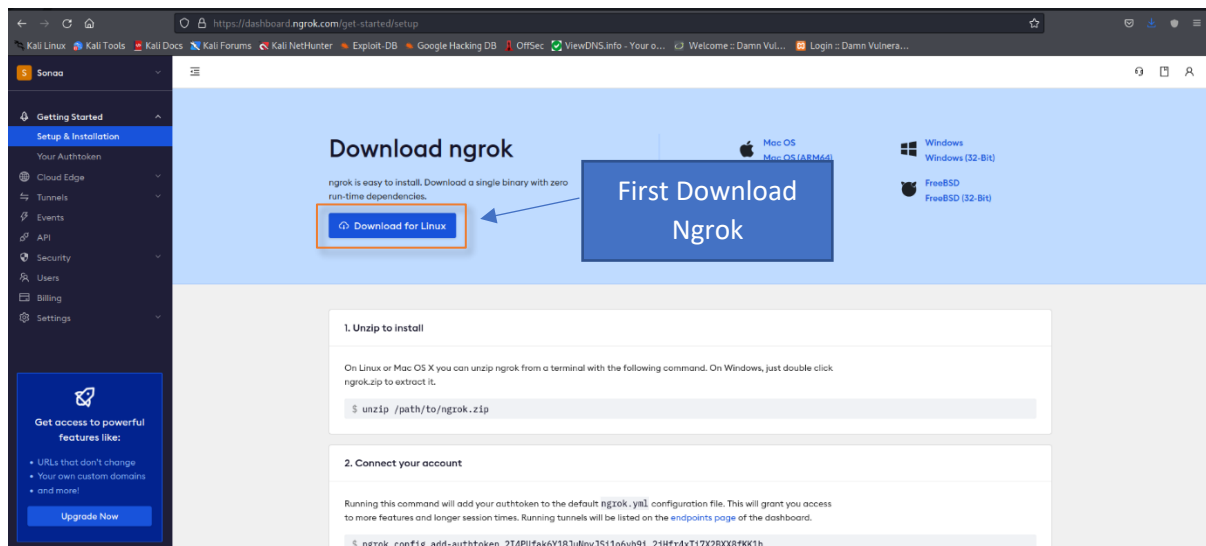 https://dashboard.ngrok.com/get-started/setup
Kali Linux Kali Tools Kali Docs Kali Forums Kali NetHunter Exploit-DB Google Hacking DB OffSec ViewDNS.info - Your o... Welcome :: Damn Vul... Login :: Damn Vulnera...
S Sonaa
Getting Started
Setup & Installation
Your Authtoken
Cloud Edge
Tunnels
Events
API
Security
Users
Billing
Settings
Get access to powerful
features like:
• URLs that don't change
• Your own custom domains
• and more!
Upgrade Now
Download ngrok
ngrok is easy to install. Download a single binary with zero
run-time dependencies.
Download for Linux
Mac OS
Mac OS (ARM64)
Windows
Windows (32-Bit)
FreeBSD
FreeBSD (32-Bit)
First Download
Ngrok
1. Unzip to install
On Linux or Mac OS X you can unzip ngrok from a terminal with the following command. On Windows, just double click
ngrok.zip to extract it.
$ unzip /path/to/ngrok.zip
2. Connect your account
Running this command will add your authtoken to the default ngrok.yml configuration file. This will grant you access
to more features and longer session times. Running tunnels will be listed on the endpoints page of the dashboard.
$ ngrok config add-authtoken